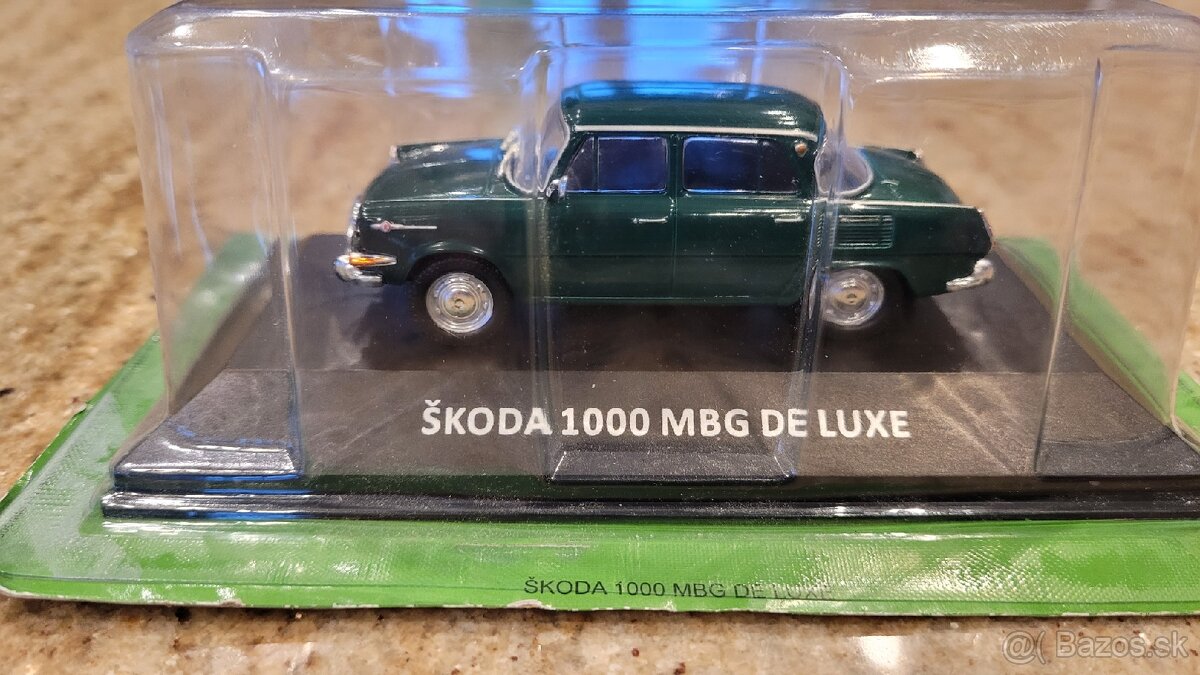 ŠKODA 1000 MBG DE LUXE
ŠKODA 1000 MBG DE LUXE
@( Bazos.sk